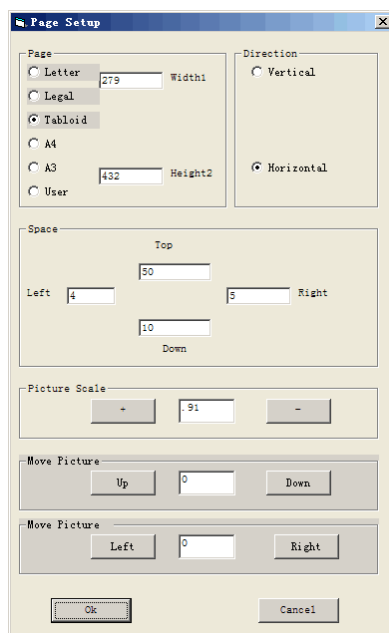 Page Setup
Page
Direction
Letter
279
Width1
Vertical
Legal
Tabloid
A4
A3
432
Height2
Horizontal
User
Space
Top
50
Left
4
5
Right
10
Down
Picture Scale
+
.91
-
Move Picture
Up
0
Down
Move Picture
Left
0
Right
Ok
Cancel